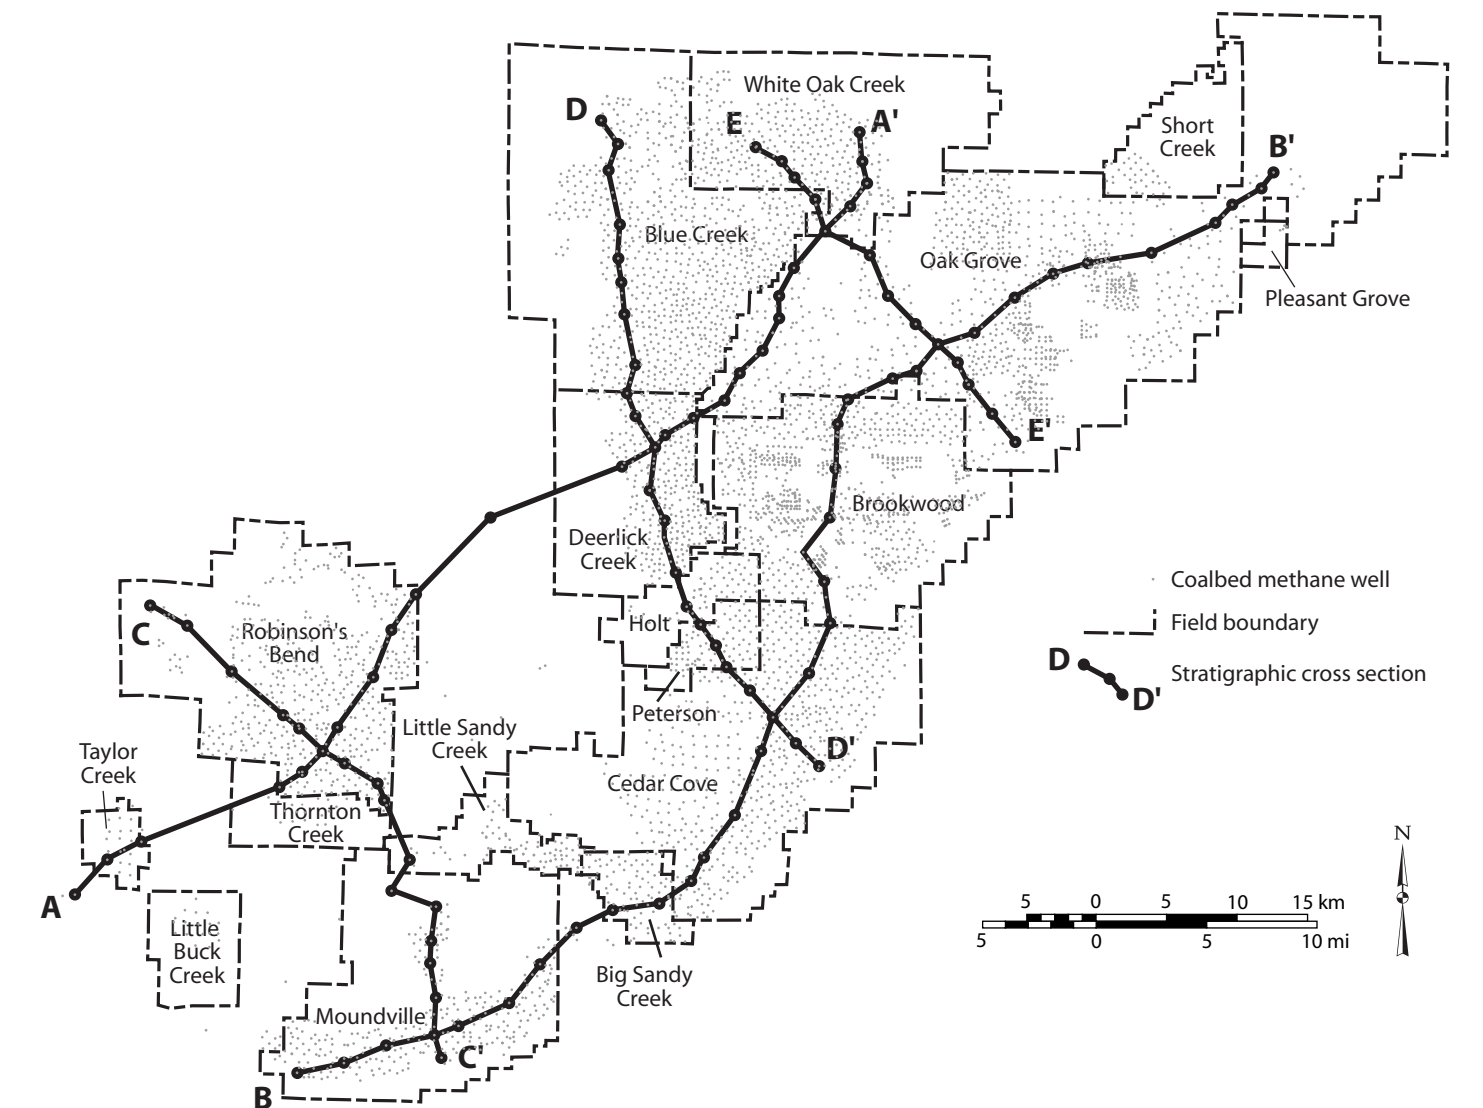 White Oak Creek
D
E
A'
Short
Creek
B'
Blue Creek
Oak Grove
Pleasant Grove
E'
Brookwood
Deerlick
Creek
Coalbed methane well
Field boundary
Holt
C
Robinson's
Bend
D
Stratigraphic cross section
D'
Peterson
Little Sandy
Creek
Taylor
Creek
D'
Cedar Cove
Thornton
Creek
N
A
5 0 5 10 15 km
5 0 5 10 mi
Little
Buck
Creek
Big Sandy
Creek
Moundville
C'
B